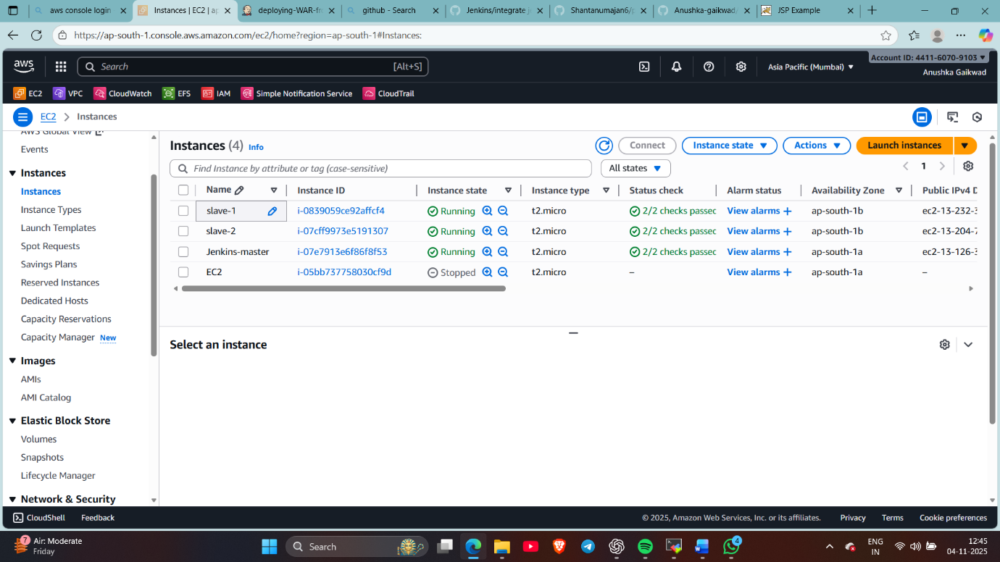 aws console login
Instances | EC2 | ap
deploying-WAR-fr
github - Search
Jenkins/integrate je
Shantanumajan6/p
Anushka-gaikwad/
JSP Example
https://ap-south-1.console.aws.amazon.com/ec2/home?region=ap-south-1#Instances:
aws
Search
[Alt+S]
Asia Pacific (Mumbai)
Account ID: 4411-6070-9103
Anushka Gaikwad
EC2
VPC
CloudWatch
EFS
IAM
Simple Notification Service
CloudTrail
EC2 > Instances
AWS Global View
Events
Instances
Instances
Instance Types
Launch Templates
Spot Requests
Savings Plans
Reserved Instances
Dedicated Hosts
Capacity Reservations
Capacity Manager New
Images
AMIs
AMI Catalog
Elastic Block Store
Volumes
Snapshots
Lifecycle Manager
Network & Security
Instances (4) Info
Connect
Instance state
Actions
Launch instances
Find Instance by attribute or tag (case-sensitive)
All states
1
Name Instance ID Instance state Instance type Status check Alarm status Availability Zone Public IPv4 D
slave-1 i-0839059ce92affcf4 Running t2.micro 2/2 checks passed View alarms + ap-south-1b ec2-13-232-3
slave-2 i-07cff9973e5191307 Running t2.micro 2/2 checks passed View alarms + ap-south-1b ec2-13-204-7
Jenkins-master i-07e7913e6f86f8f53 Running t2.micro 2/2 checks passed View alarms + ap-south-1a ec2-13-126-3
EC2 i-05bb737758030cf9d Stopped t2.micro – View alarms + ap-south-1a –
Select an instance
CloudShell
Feedback
© 2025, Amazon Web Services, Inc. or its affiliates.
Privacy
Terms
Cookie preferences
7
Air: Moderate
Friday
Search
4
ENG
IN
12:45
04-11-2025